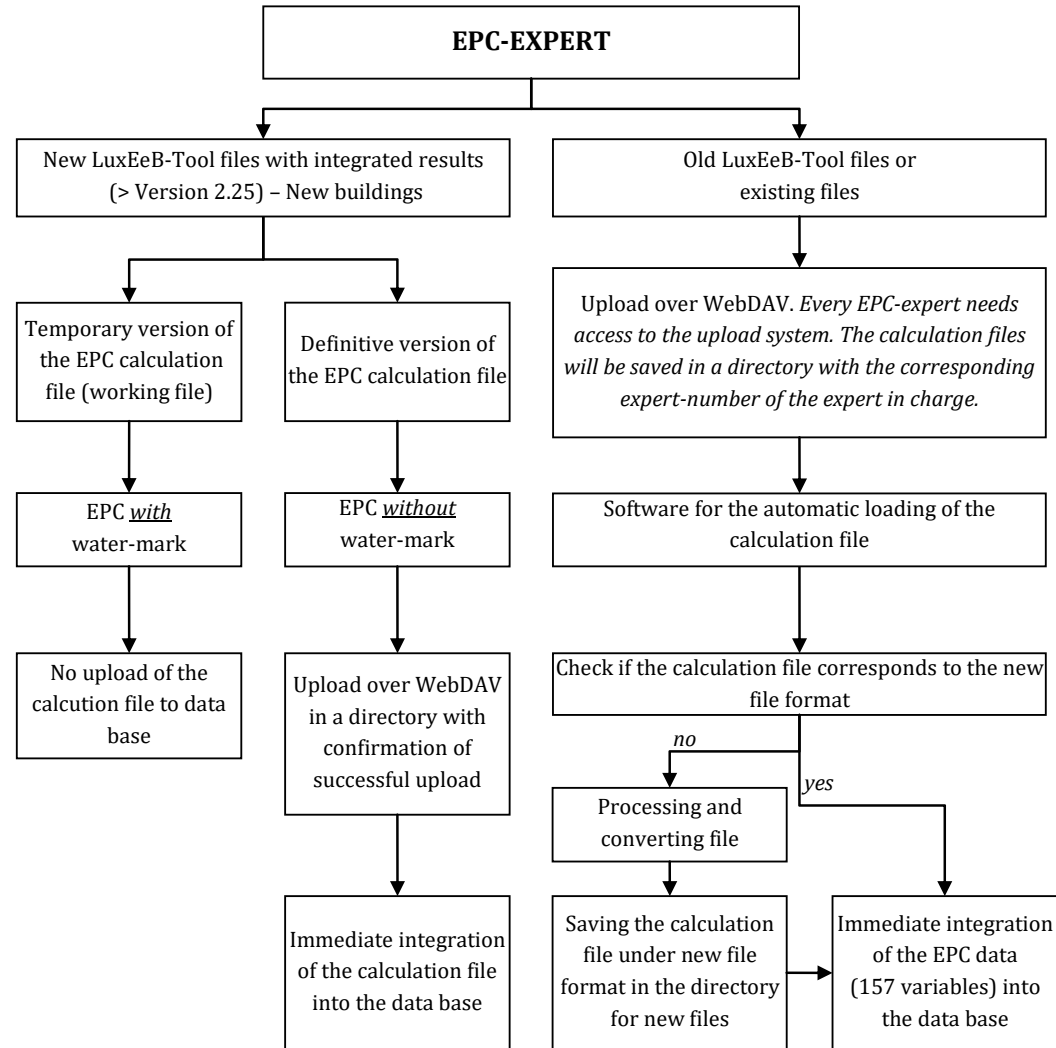 EPC-EXPERT
New LuxEeB-Tool files with integrated results
(> Version 2.25) – New buildings
Old LuxEeB-Tool files or
existing files
Temporary version of
the EPC calculation
file (working file)
Definitive version of
the EPC calculation file
Upload over WebDAV. Every EPC-expert needs
access to the upload system. The calculation files
will be saved in a directory with the corresponding
expert-number of the expert in charge.
EPC with
water-mark
EPC without
water-mark
Software for the automatic loading of the
calculation file
No upload of the
calcution file to data
base
Upload over WebDAV
in a directory with
confirmation of
successful upload
Check if the calculation file corresponds to the new
file format
no
yes
Processing and
converting file
Immediate integration
of the calculation file
into the data base
Saving the calculation
file under new file
format in the directory
for new files
Immediate integration
of the EPC data
(157 variables) into
the data base